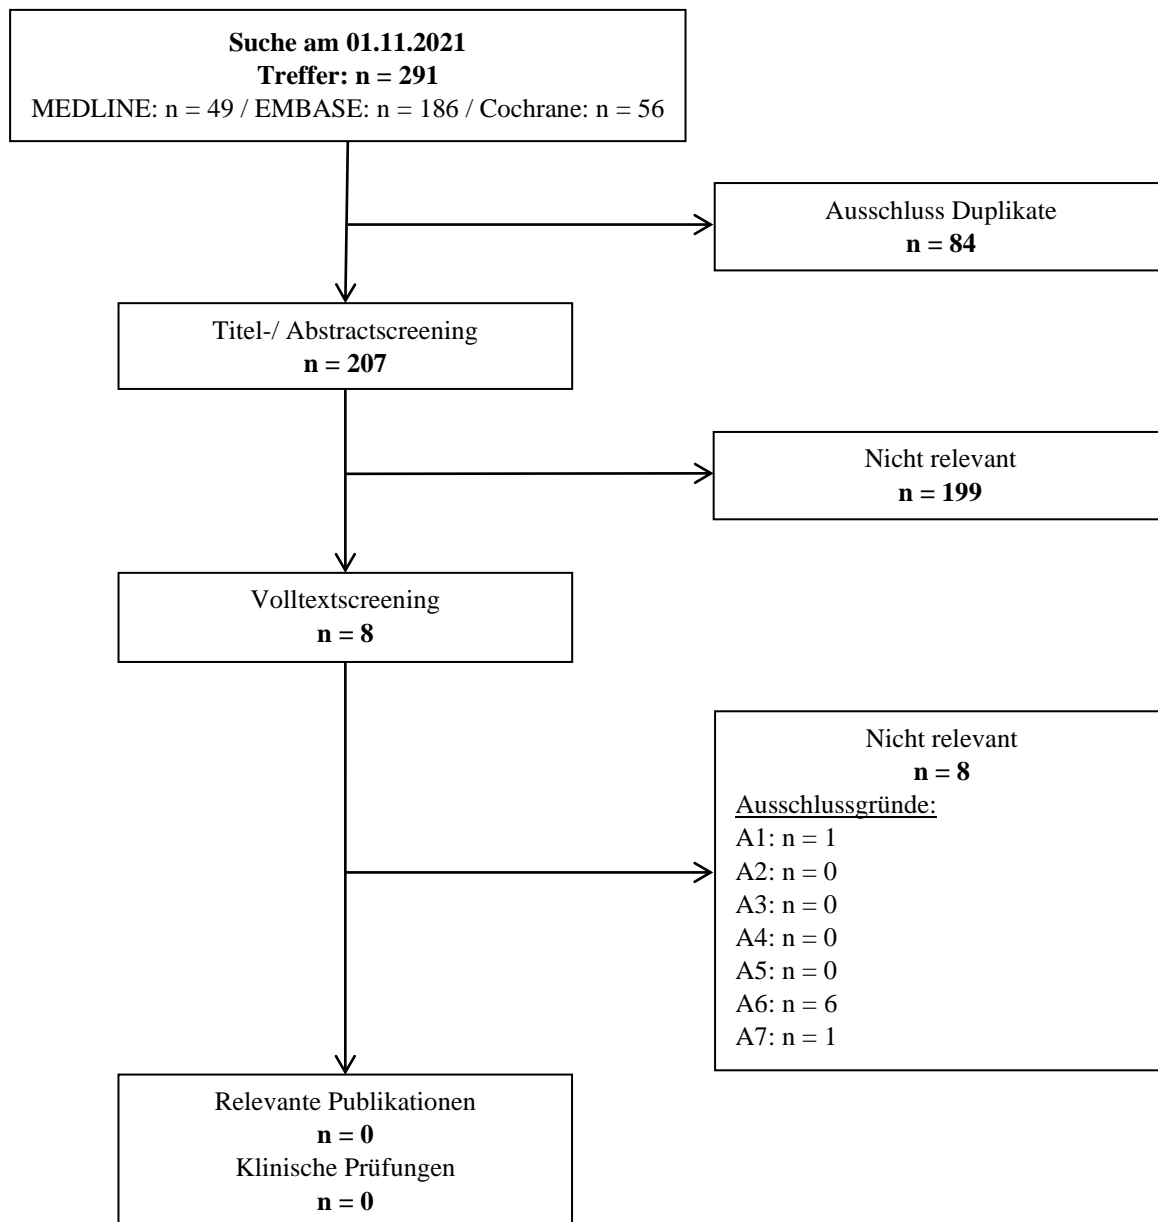 Suche am 01.11.2021
Treffer: n = 291
MEDLINE: n = 49 / EMBASE: n = 186 / Cochrane: n = 56
Ausschluss Duplikate
n = 84
Titel-/ Abstractscreening
n = 207
Nicht relevant
n = 199
Volltextscreening
n = 8
Nicht relevant
n = 8
Ausschlussgründe:
A1: n = 1
A2: n = 0
A3: n = 0
A4: n = 0
A5: n = 0
A6: n = 6
A7: n = 1
Relevante Publikationen
n = 0
Klinische Prüfungen
n = 0